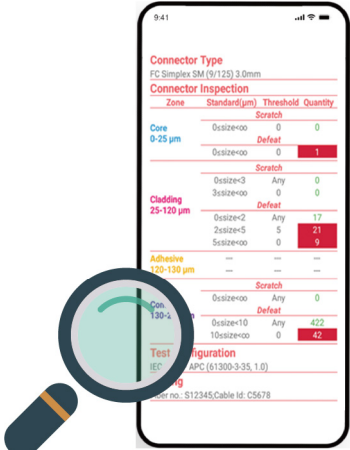 9:41
Connector Type
FC Simplex SM (9/125) 3.0mm
Connector Inspection
Zone Standard(μm) Threshold Quantity
Scratch
Core
0-25 μm
0≤size<∞ 0 0
Defeat
0≤size<∞ 0 1
Scratch
Cladding
25-120 μm
0≤size<3 Any 0
3≤size<∞ 0 0
Defeat
0≤size<2 Any 17
2≤size≤5 5 21
5≤size<∞ 0 9
Adhesive
120-130 μm
--- ---
--- ---
Scratch
0≤size<∞ Any 0
Defeat
0≤size<10 Any 422
10≤size<∞ 0 42
APC (61300-3-35, 1.0)
no.: S12345;Cable Id: C5678